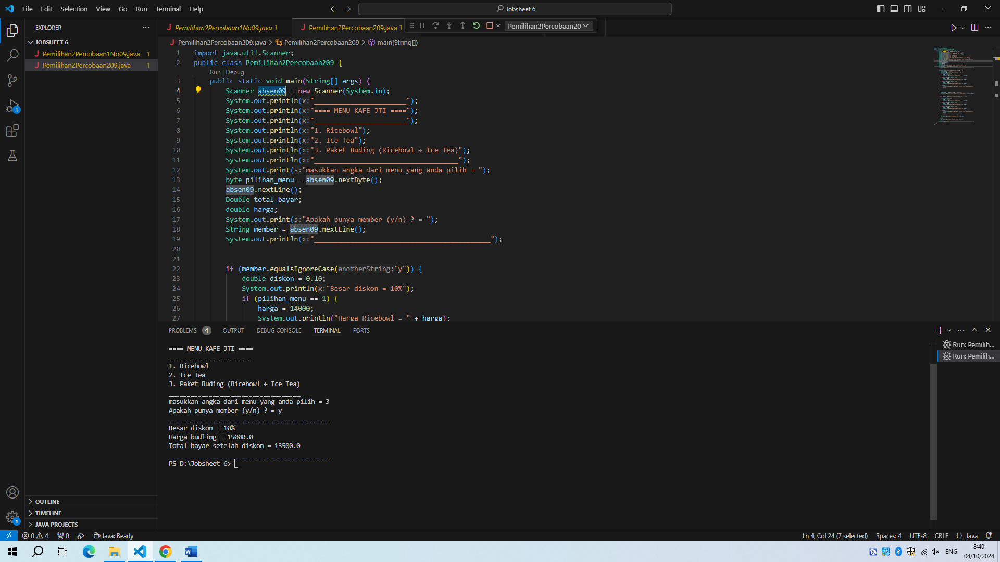 File Edit Selection View Go Run Terminal Help
Jobsheet 6
EXPLORER
JOBSHEET 6
Pemilihan2Percobaan1No09.java 1
Pemilihan2Percobaan209.java 1
OUTLINE
TIMELINE
JAVA PROJECTS
Pemilihan2Percobaan1No09.java 1
Pemilihan2Percobaan209.java 1
Pemilihan2Percobaan20
Pemilihan2Percobaan209.java > Pemilihan2Percobaan209 > main(String[])
1 import java.util.Scanner;
2 public class Pemilihan2Percobaan209 {
Run | Debug
3 public static void main(String[] args) {
4 Scanner absen09 = new Scanner(System.in);
5 System.out.println(x:"_______________________");
6 System.out.println(x:"==== MENU KAFE JTI ====");
7 System.out.println(x:"_______________________");
8 System.out.println(x:"1. Ricebowl");
9 System.out.println(x:"2. Ice Tea");
10 System.out.println(x:"3. Paket Buding (Ricebowl + Ice Tea)");
11 System.out.println(x:"____________________________________");
12 System.out.print(s:"masukkan angka dari menu yang anda pilih = ");
13 byte pilihan_menu = absen09.nextByte();
14 absen09.nextLine();
15 Double total_bayar;
16 double harga;
17 System.out.print(s:"Apakah punya member (y/n) ? = ");
18 String member = absen09.nextLine();
19 System.out.println(x:"____________________________________________");
20
21
22 if (member.equalsIgnoreCase(anotherString:"y")) {
23 double diskon = 0.10;
24 System.out.println(x:"Besar diskon = 10%");
25 if (pilihan_menu == 1) {
26 harga = 14000;
27 System.out.println("Harga Ricebowl = " + harga);
PROBLEMS 4 OUTPUT DEBUG CONSOLE TERMINAL PORTS
==== MENU KAFE JTI ====
_______________________
1. Ricebowl
2. Ice Tea
3. Paket Buding (Ricebowl + Ice Tea)
____________________________________
masukkan angka dari menu yang anda pilih = 3
Apakah punya member (y/n) ? = y
____________________________________________
Besar diskon = 10%
Harga budling = 15000.0
Total bayar setelah diskon = 13500.0
____________________________________________
PS D:\Jobsheet 6>
Run: Pemilih...
Run: Pemilih...
0 4 0 Java: Ready
Ln 4, Col 24 (7 selected) Spaces: 4 UTF-8 CRLF {} Java
ENG
8:40
04/10/2024